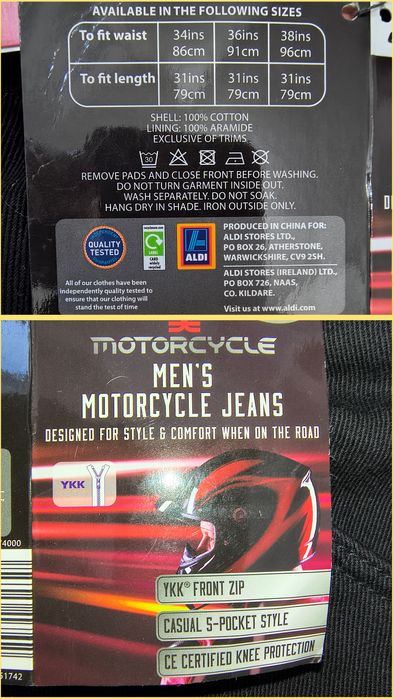 AVAILABLE IN THE FOLLOWING SIZES
To fit waist 34ins 36ins 38ins
86cm 91cm 96cm
To fit length 31ins 31ins 31ins
79cm 79cm 79cm
SHELL: 100% COTTON
LINING: 100% ARAMIDE
EXCLUSIVE OF TRIMS
30
REMOVE PADS AND CLOSE FRONT BEFORE WASHING.
DO NOT TURN GARMENT INSIDE OUT.
WASH SEPARATELY. DO NOT SOAK.
HANG DRY IN SHADE. IRON OUTSIDE ONLY.
QUALITY
TESTED
All of our clothes have been
independently quality tested to
ensure that our clothing will
stand the test of time
CARD
widely
recycled
ALDI
PRODUCED IN CHINA FOR:
ALDI STORES LTD.,
PO BOX 26, ATHERSTONE,
WARWICKSHIRE, CV9 2SH.
ALDI STORES (IRELAND) LTD.,
PO BOX 726, NAAS,
CO. KILDARE.
Visit us at www.aldi.com
D
MOTORCYCLE
MEN'S
MOTORCYCLE JEANS
DESIGNED FOR STYLE & COMFORT WHEN ON THE ROAD
YKK
4000
51742
YKK® FRONT ZIP
CASUAL 5-POCKET STYLE
CE CERTIFIED KNEE PROTECTION